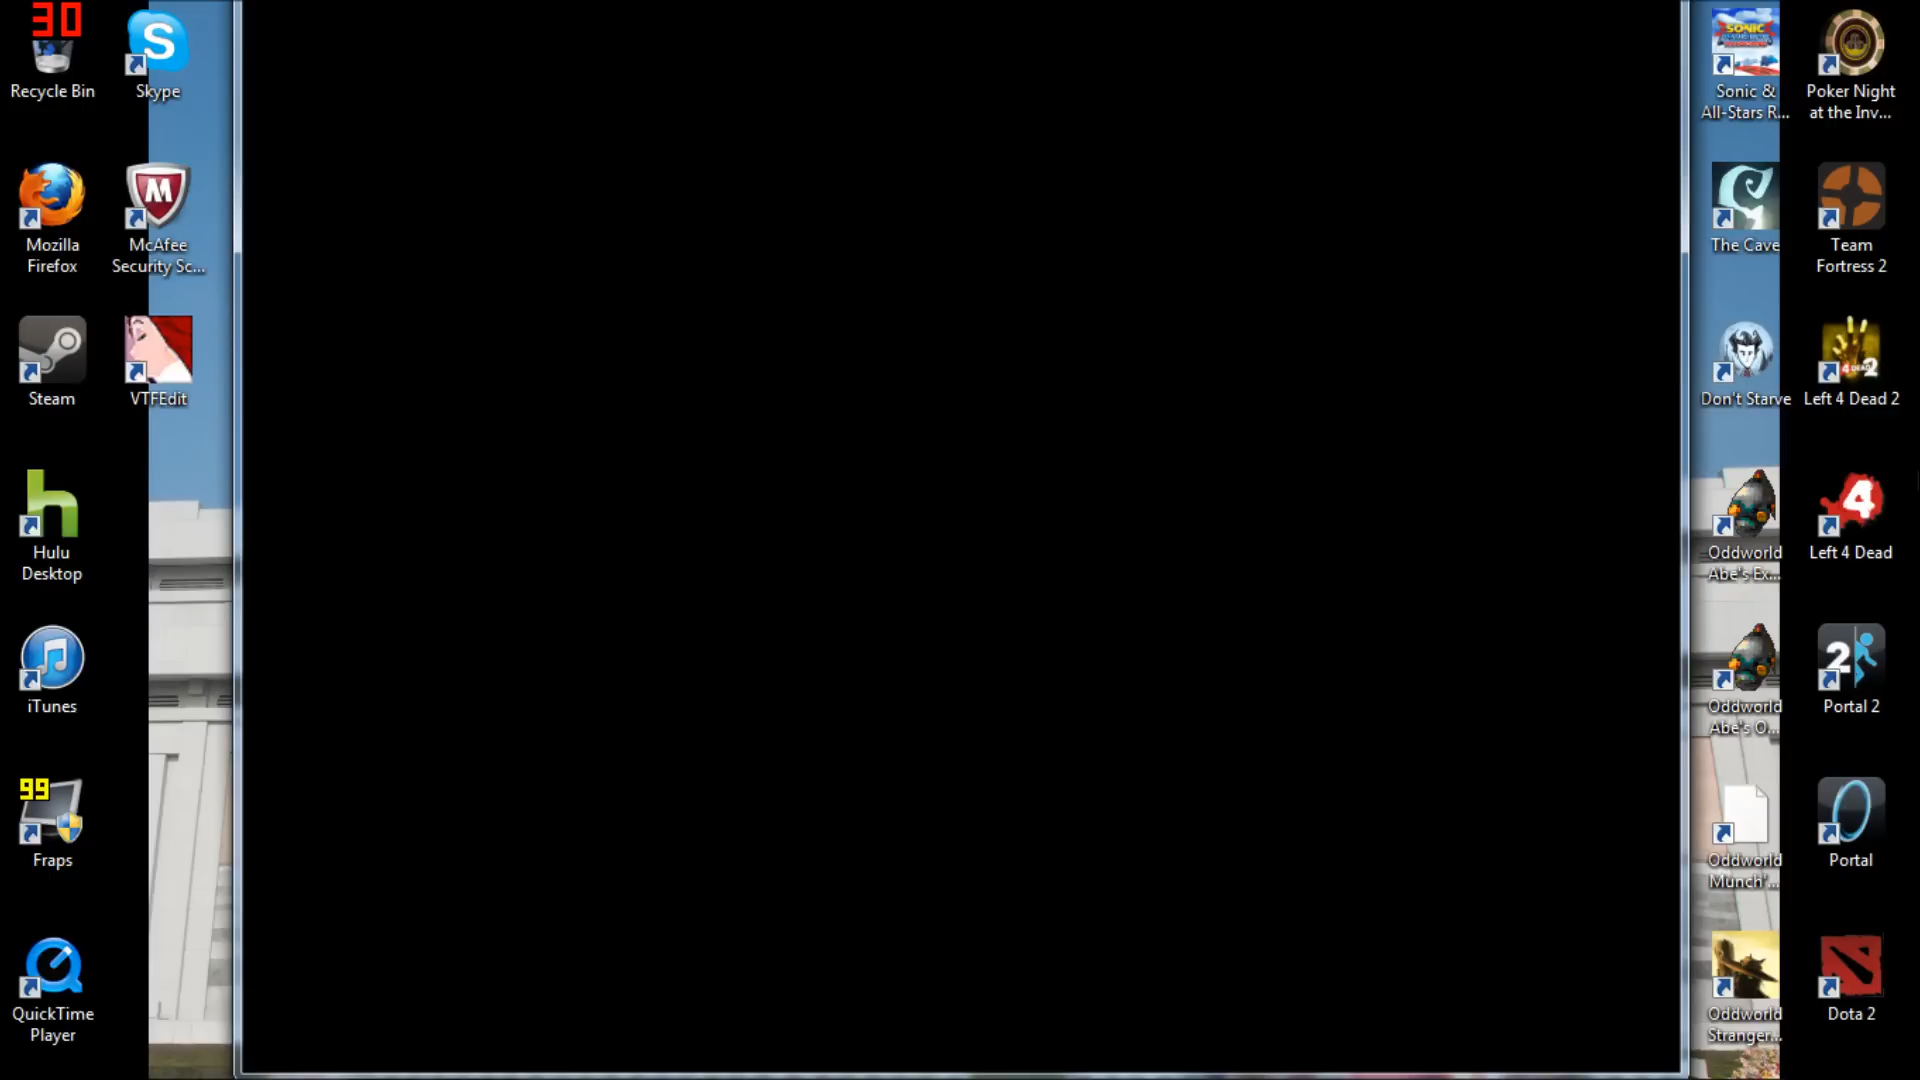 30
Recycle Bin
Skype
Mozilla
Firefox
McAfee
Security Sc...
Steam
VTFEdit
Hulu
Desktop
iTunes
99
Fraps
QuickTime
Player
SONIC
Sonic &
All-Stars R...
Poker Night
at the Inv...
The Cave
Team
Fortress 2
Don't Starve
Left 4 Dead 2
Oddworld
Abe's Ex...
Left 4 Dead
Oddworld
Abe's O...
Portal 2
Oddworld
Munch'...
Portal
Oddworld
Stranger...
Dota 2